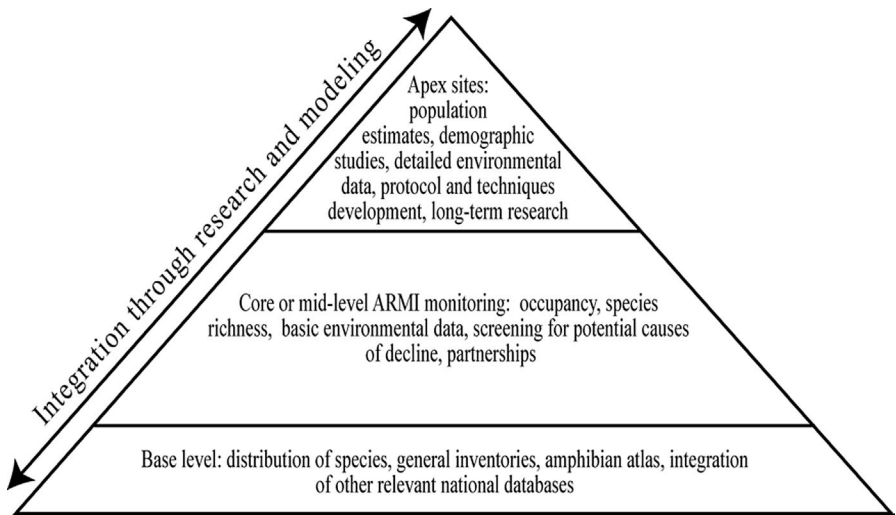 Integration through research and modeling
Apex sites:
population
estimates, demographic
studies, detailed environmental
data, protocol and techniques
development, long-term research
Core or mid-level ARMI monitoring: occupancy, species
richness, basic environmental data, screening for potential causes
of decline, partnerships
Base level: distribution of species, general inventories, amphibian atlas, integration
of other relevant national databases